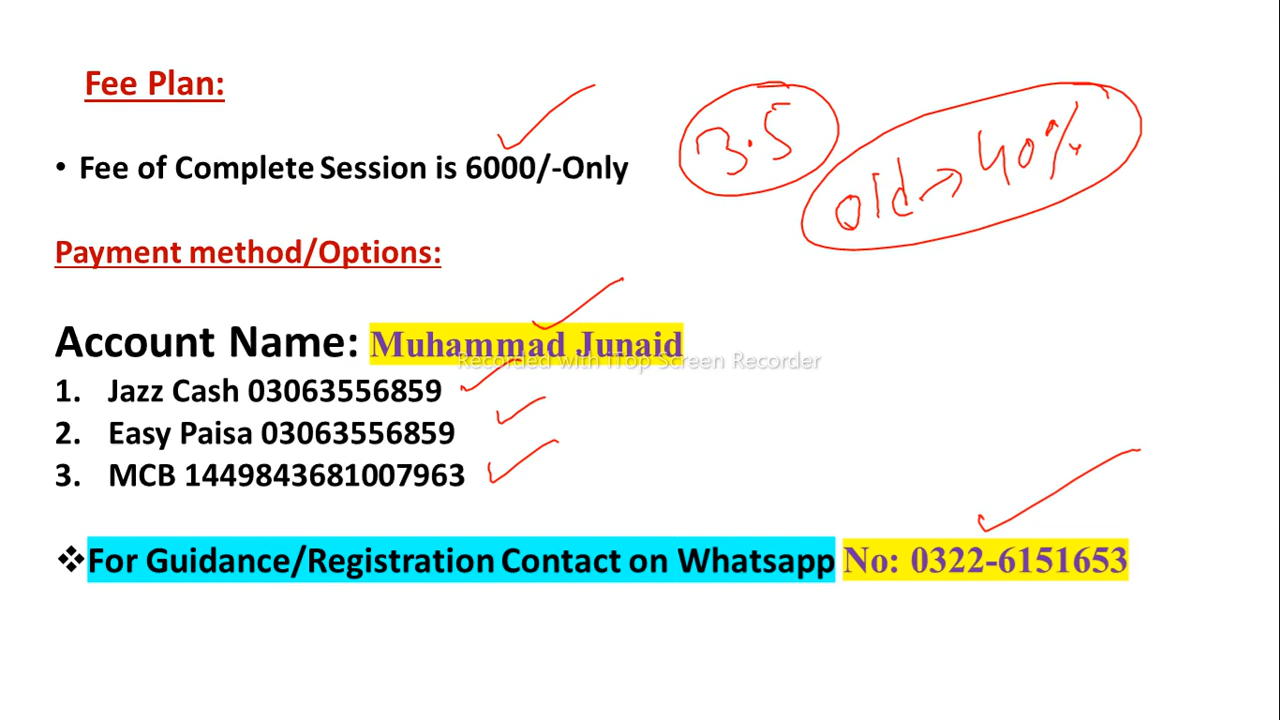 Fee Plan:
3.5
old → 40%
• Fee of Complete Session is 6000/-Only
Payment method/Options:
Account Name: Muhammad Junaid
Recorded with iTop Screen Recorder
1. Jazz Cash 03063556859
2. Easy Paisa 03063556859
3. MCB 1449843681007963
❖For Guidance/Registration Contact on Whatsapp No: 0322-6151653